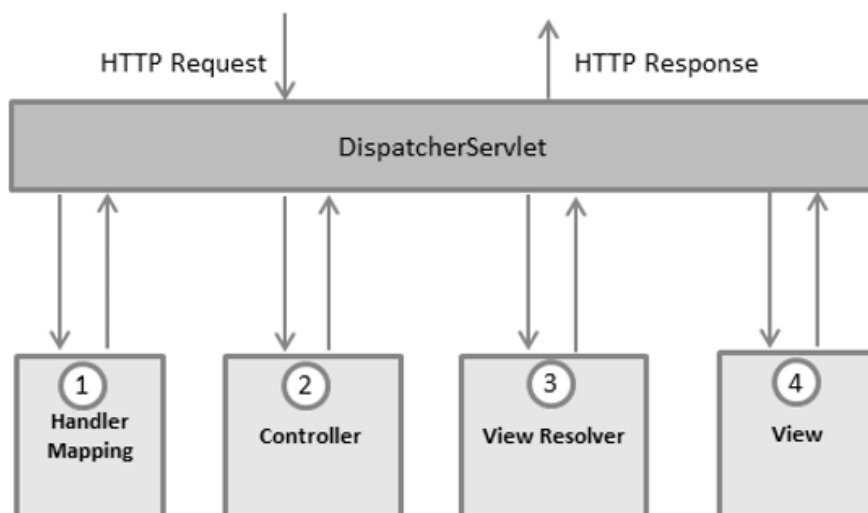 HTTP Request
HTTP Response
DispatcherServlet
1
Handler
Mapping
2
Controller
3
View Resolver
4
View